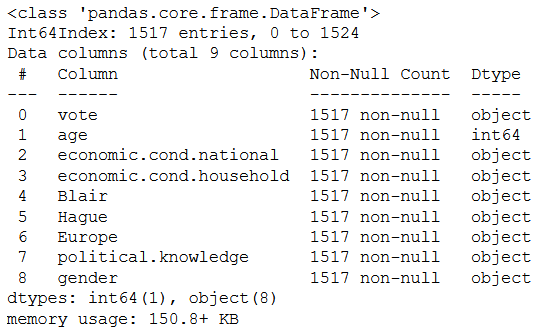 <class 'pandas.core.frame.DataFrame'>
Int64Index: 1517 entries, 0 to 1524
Data columns (total 9 columns):
 #   Column                   Non-Null Count  Dtype
---  ------                   --------------  -----
 0   vote                     1517 non-null   object
 1   age                      1517 non-null   int64
 2   economic.cond.national   1517 non-null   object
 3   economic.cond.household  1517 non-null   object
 4   Blair                    1517 non-null   object
 5   Hague                    1517 non-null   object
 6   Europe                   1517 non-null   object
 7   political.knowledge      1517 non-null   object
 8   gender                   1517 non-null   object
dtypes: int64(1), object(8)
memory usage: 150.8+ KB